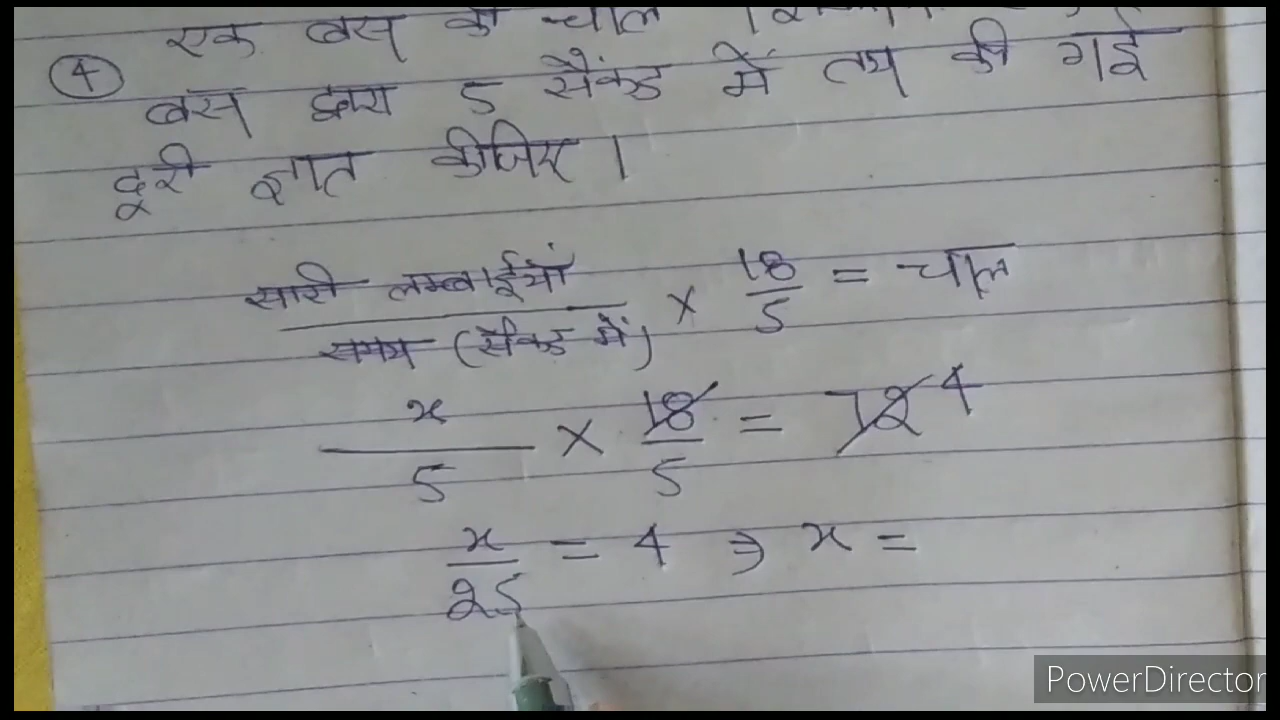 ④ एक बस की चाल
बस द्वारा 5 सैकंड में तय की गई
दूरी ज्ञात कीजिए।
सारी लम्बाईयाँ / समय (सैकंड में) × 18/5 = चाल
x/5 × 18/5 = 72 4
x/25 = 4 ⇒ x =
PowerDirector